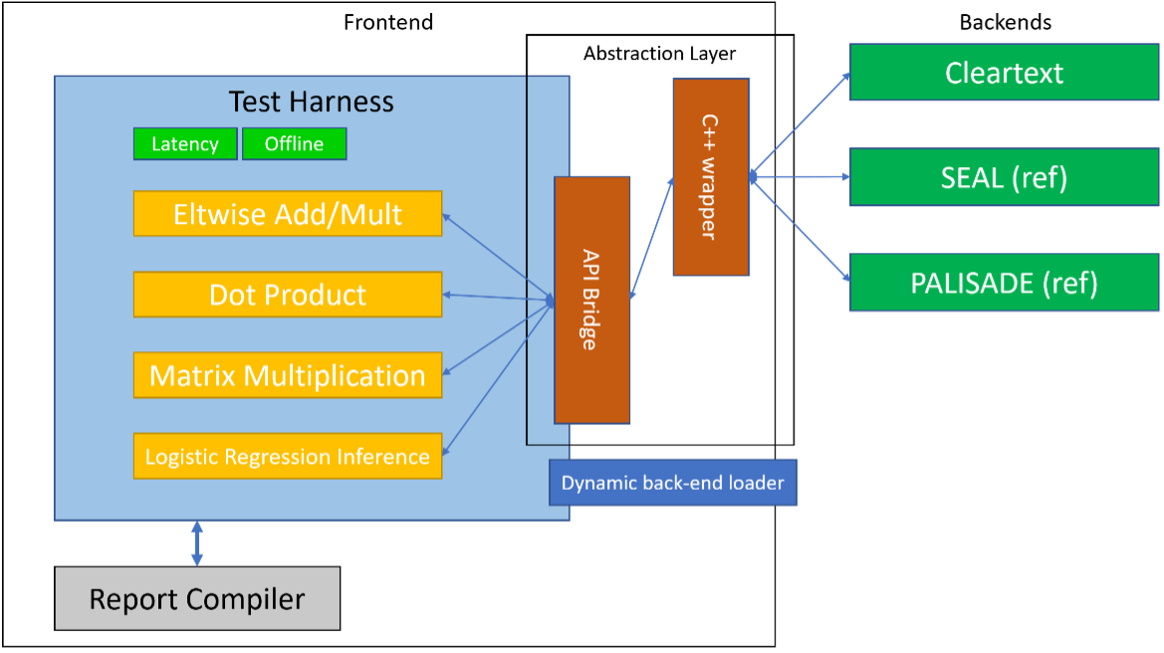 Frontend
Backends
Abstraction Layer
Test Harness
Latency
Offline
Eltwise Add/Mult
Dot Product
Matrix Multiplication
Logistic Regression Inference
API Bridge
C++ wrapper
Cleartext
SEAL (ref)
PALISADE (ref)
Dynamic back-end loader
Report Compiler